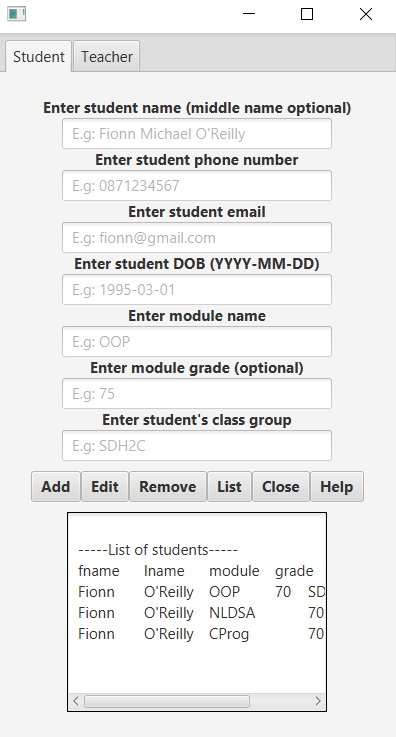 Student Teacher
Enter student name (middle name optional)
E.g: Fionn Michael O'Reilly
Enter student phone number
E.g: 0871234567
Enter student email
E.g: fionn@gmail.com
Enter student DOB (YYYY-MM-DD)
E.g: 1995-03-01
Enter module name
E.g: OOP
Enter module grade (optional)
E.g: 75
Enter student's class group
E.g: SDH2C
Add Edit Remove List Close Help
-----List of students-----
fname lname module grade
Fionn O'Reilly OOP 70 SD
Fionn O'Reilly NLDSA 70
Fionn O'Reilly CProg 70